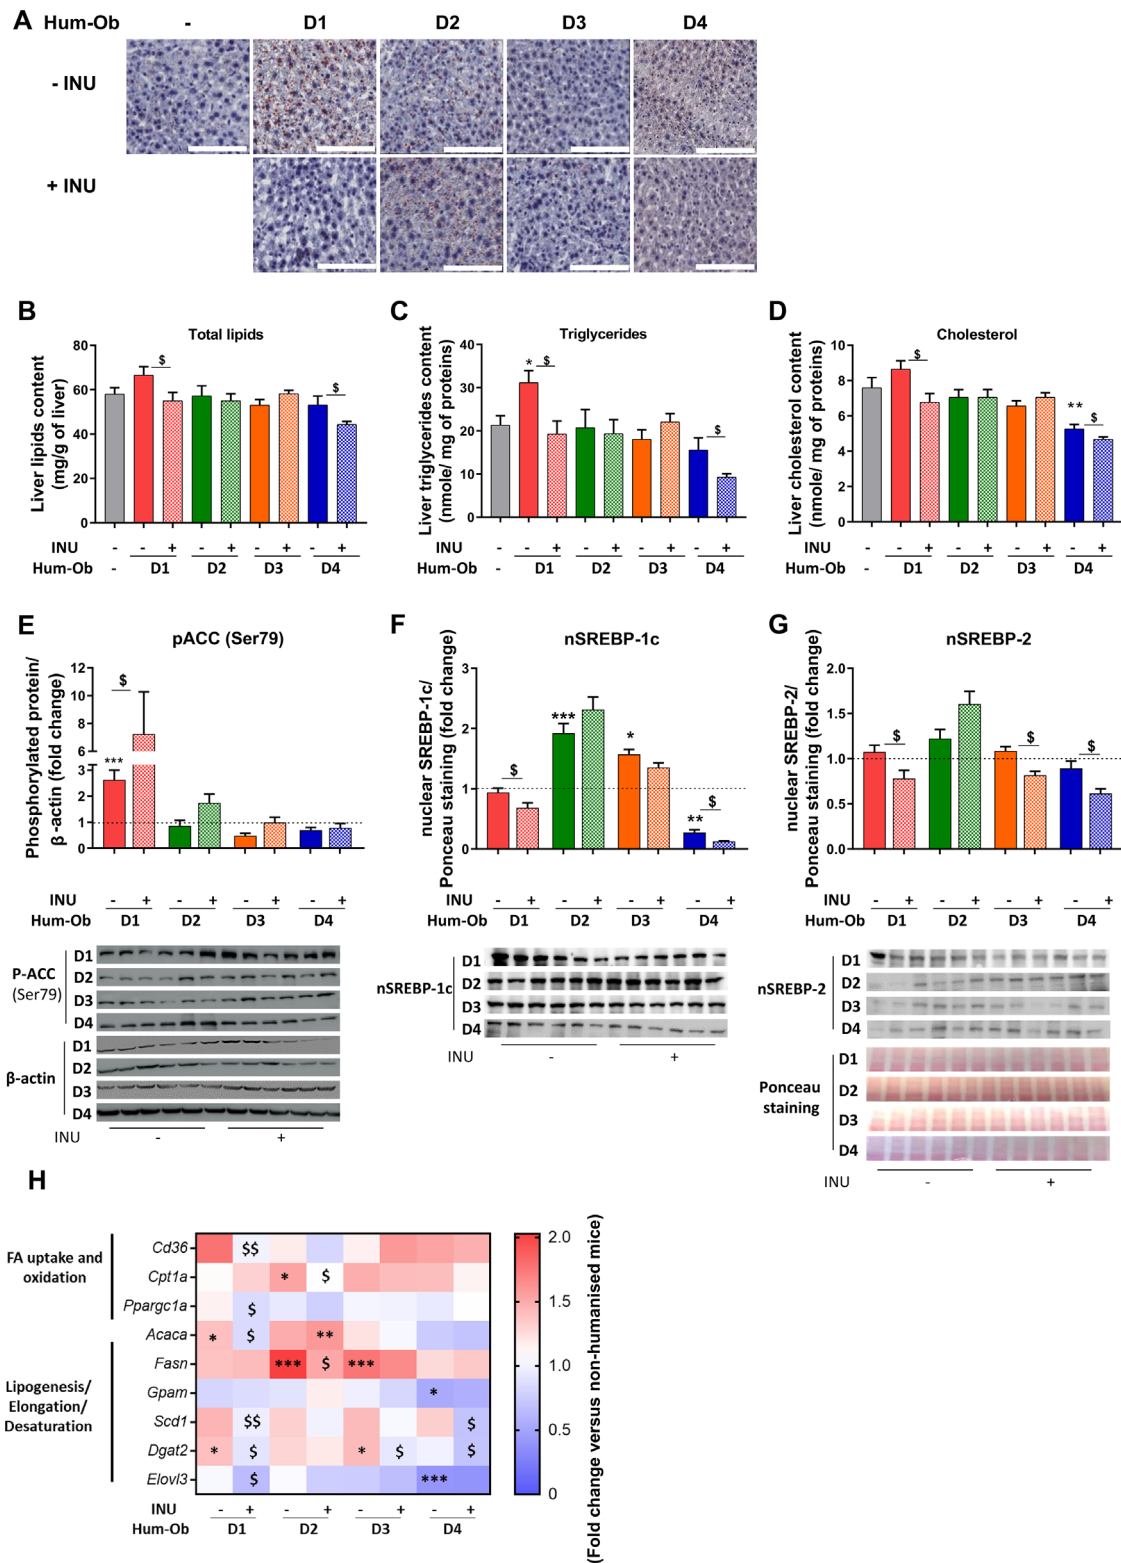 A Hum-Ob - D1 D2 D3 D4
- INU
+ INU
B
Total lipids
Liver lipids content
(mg/g of liver)
80
60
40
20
0
$ $
INU - + - + - + - +
Hum-Ob - D1 D2 D3 D4
C
Triglycerides
Liver triglycerides content
(nmole/ mg of proteins)
40
30
20
10
0
* $ $
INU - - + - + - + - +
Hum-Ob - D1 D2 D3 D4
D
Cholesterol
Liver cholesterol content
(nmole/ mg of proteins)
10
8
6
4
2
0
$ ** $
INU - - + - + - + - +
Hum-Ob - D1 D2 D3 D4
E
pACC (Ser79)
Phosphorylated protein/
β-actin (fold change)
12
10
8
6
3
2
1
0
*** $
INU - + - + - + - +
Hum-Ob D1 D2 D3 D4
P-ACC
(Ser79)
D1
D2
D3
D4
β-actin
D1
D2
D3
D4
INU - +
F
nSREBP-1c
nuclear SREBP-1c/
Ponceau staining (fold change)
3
2
1
0
$ *** * ** $
INU - + - + - + - +
Hum-Ob D1 D2 D3 D4
nSREBP-1c
D1
D2
D3
D4
INU - +
G
nSREBP-2
nuclear SREBP-2/
Ponceau staining (fold change)
2.0
1.5
1.0
0.5
0.0
$ $ $
INU - + - + - + - +
Hum-Ob D1 D2 D3 D4
nSREBP-2
D1
D2
D3
D4
Ponceau
staining
D1
D2
D3
D4
INU - +
H
FA uptake and
oxidation
Lipogenesis/
Elongation/
Desaturation
Cd36 $$
Cpt1a * $
Ppargc1a $
Acaca * $ **
Fasn *** $ ***
Gpam *
Scd1 $$ $
Dgat2 * $ * $ $
Elovl3 $ ***
INU - + - + - + - +
Hum-Ob D1 D2 D3 D4
2.0
1.5
1.0
0.5
0
(Fold change versus non-humanised mice)